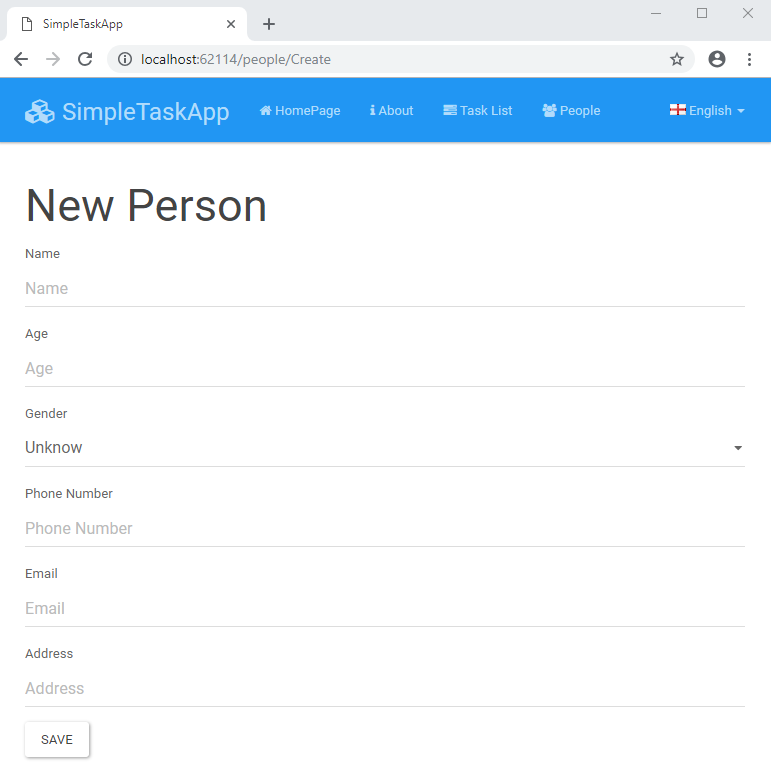 SimpleTaskApp
localhost:62114/people/Create
SimpleTaskApp HomePage About Task List People English
New Person
Name
Name
Age
Age
Gender
Unknow
Phone Number
Phone Number
Email
Email
Address
Address
SAVE